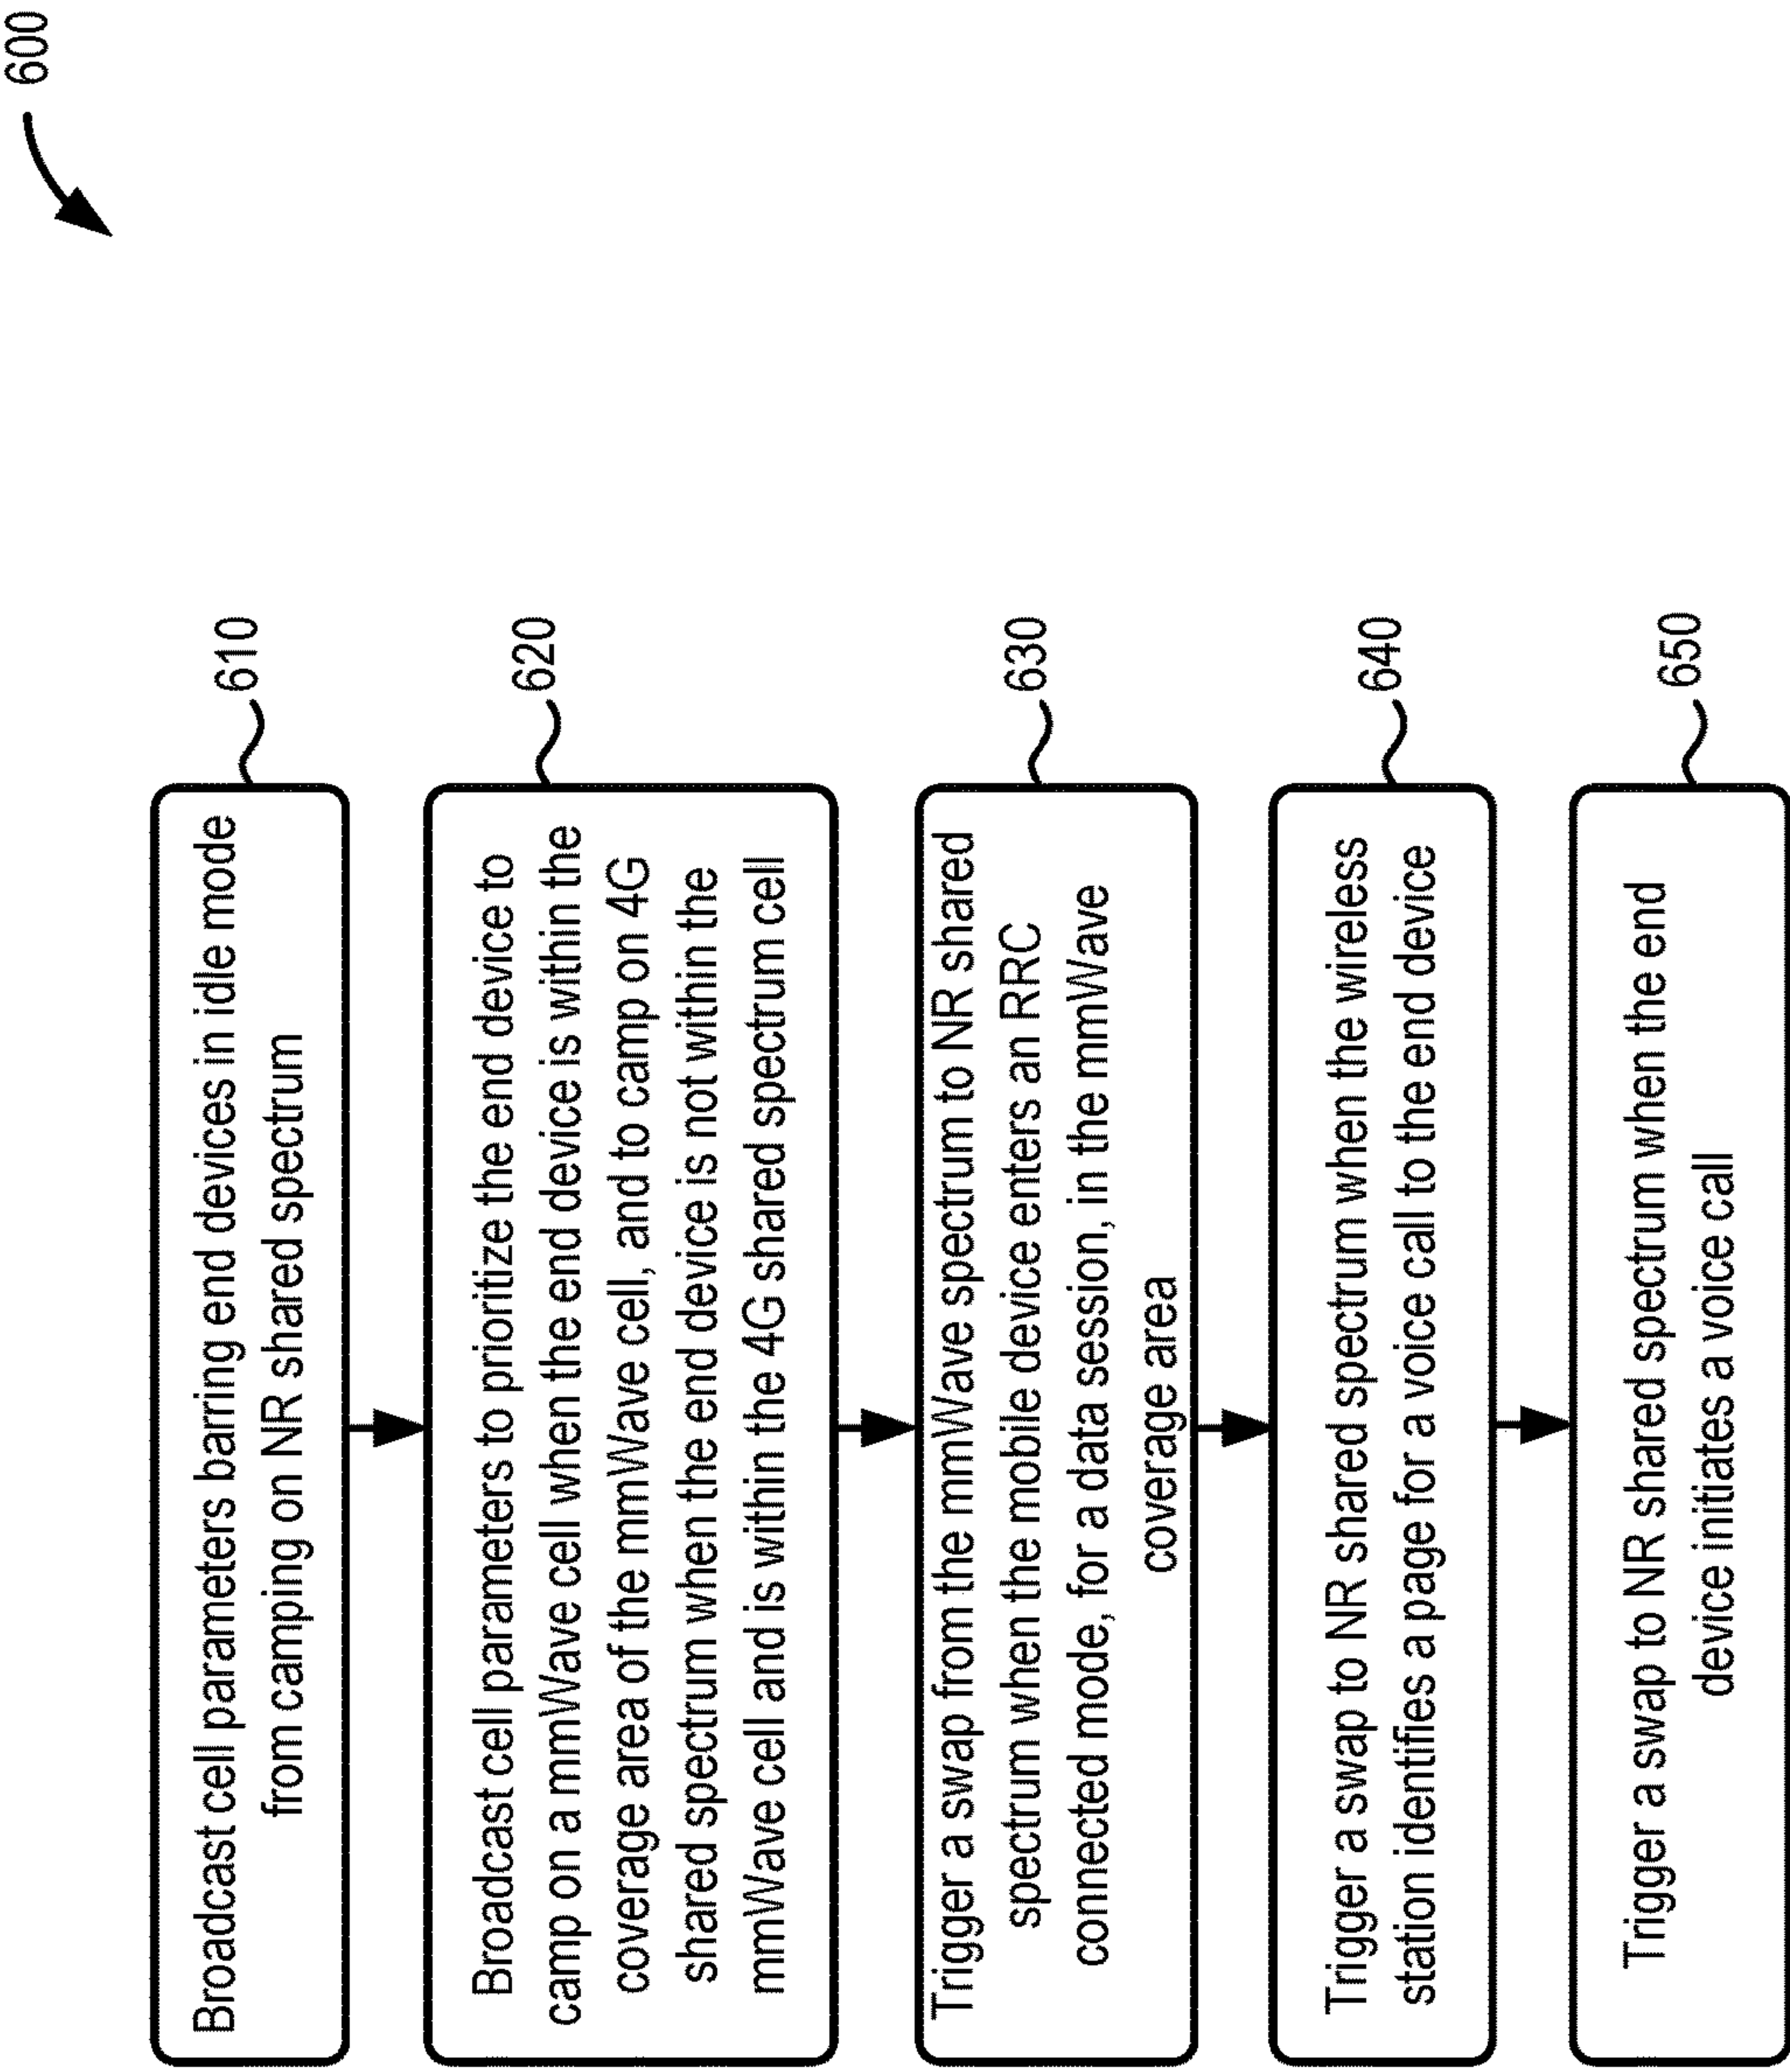 600
Broadcast cell parameters barring end devices in idle mode
from camping on NR shared spectrum
610
Broadcast cell parameters to prioritize the end device to
camp on a mmWave cell when the end device is within the
coverage area of the mmWave cell, and to camp on 4G
shared spectrum when the end device is not within the
mmWave cell and is within the 4G shared spectrum cell
620
Trigger a swap from the mmWave spectrum to NR shared
spectrum when the mobile device enters an RRC
connected mode, for a data session, in the mmWave
coverage area
630
Trigger a swap to NR shared spectrum when the wireless
station identifies a page for a voice call to the end device
640
Trigger a swap to NR shared spectrum when the end
device initiates a voice call
650